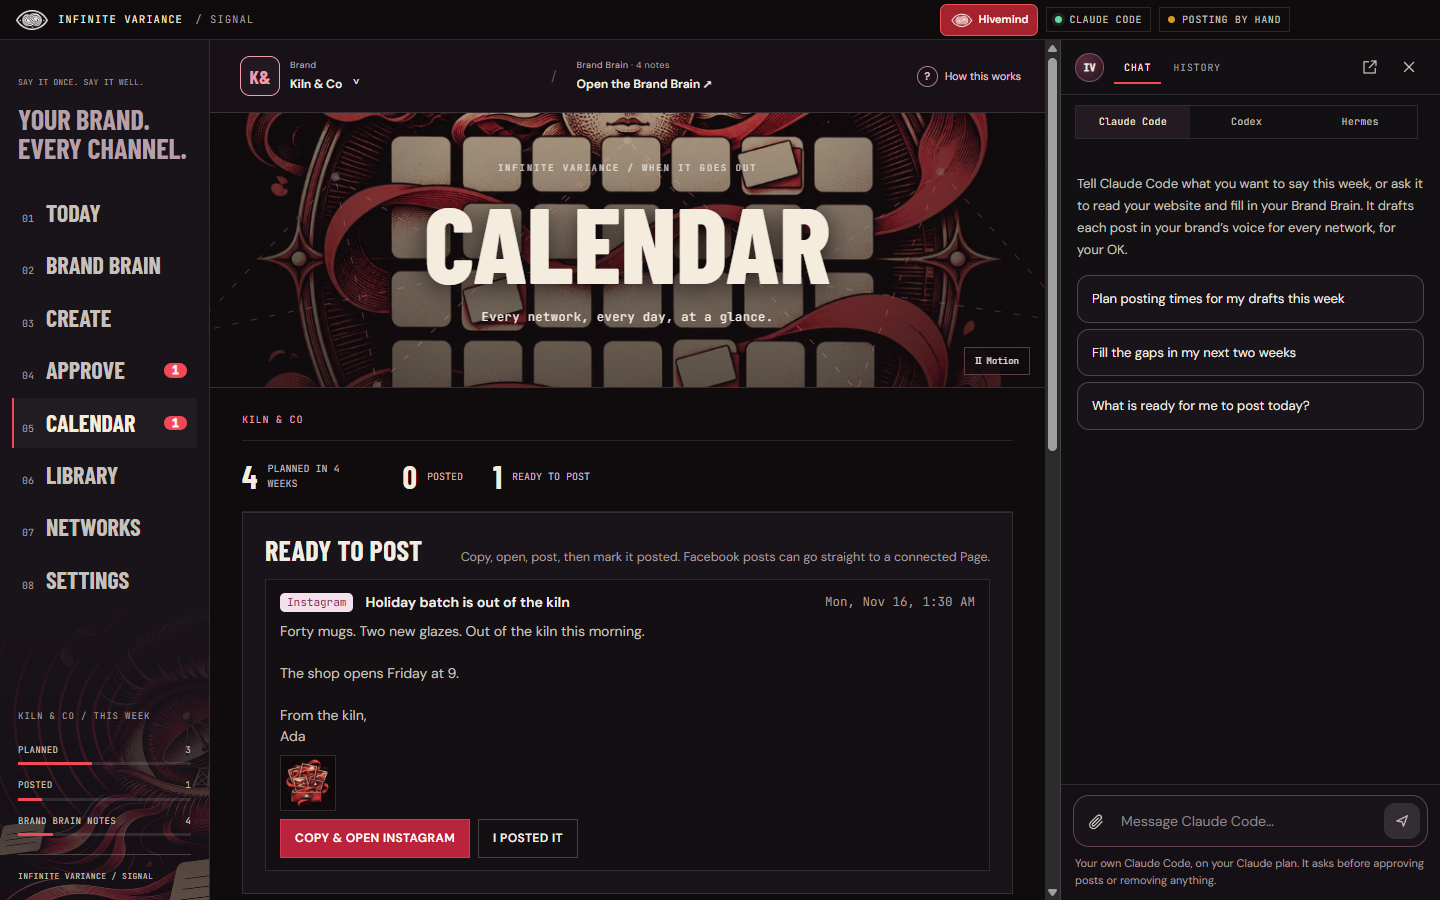 INFINITE VARIANCE / SIGNAL
Hivemind
CLAUDE CODE
POSTING BY HAND
SAY IT ONCE. SAY IT WELL.
YOUR BRAND.
EVERY CHANNEL.
01 TODAY
02 BRAND BRAIN
03 CREATE
04 APPROVE 1
05 CALENDAR 1
06 LIBRARY
07 NETWORKS
08 SETTINGS
KILN & CO / THIS WEEK
PLANNED 3
POSTED 1
BRAND BRAIN NOTES 4
INFINITE VARIANCE / SIGNAL
K&
Brand
Kiln & Co
/
Brand Brain · 4 notes
Open the Brand Brain ↗
? How this works
INFINITE VARIANCE / WHEN IT GOES OUT
CALENDAR
Every network, every day, at a glance.
Motion
KILN & CO
4 PLANNED IN 4
WEEKS
0 POSTED
1 READY TO POST
READY TO POST
Copy, open, post, then mark it posted. Facebook posts can go straight to a connected Page.
Instagram Holiday batch is out of the kiln
Mon, Nov 16, 1:30 AM
Forty mugs. Two new glazes. Out of the kiln this morning.
The shop opens Friday at 9.
From the kiln,
Ada
COPY & OPEN INSTAGRAM
I POSTED IT
IV
CHAT
HISTORY
Claude Code
Codex
Hermes
Tell Claude Code what you want to say this week, or ask it
to read your website and fill in your Brand Brain. It drafts
each post in your brand's voice for every network, for
your OK.
Plan posting times for my drafts this week
Fill the gaps in my next two weeks
What is ready for me to post today?
Message Claude Code...
Your own Claude Code, on your Claude plan. It asks before approving
posts or removing anything.